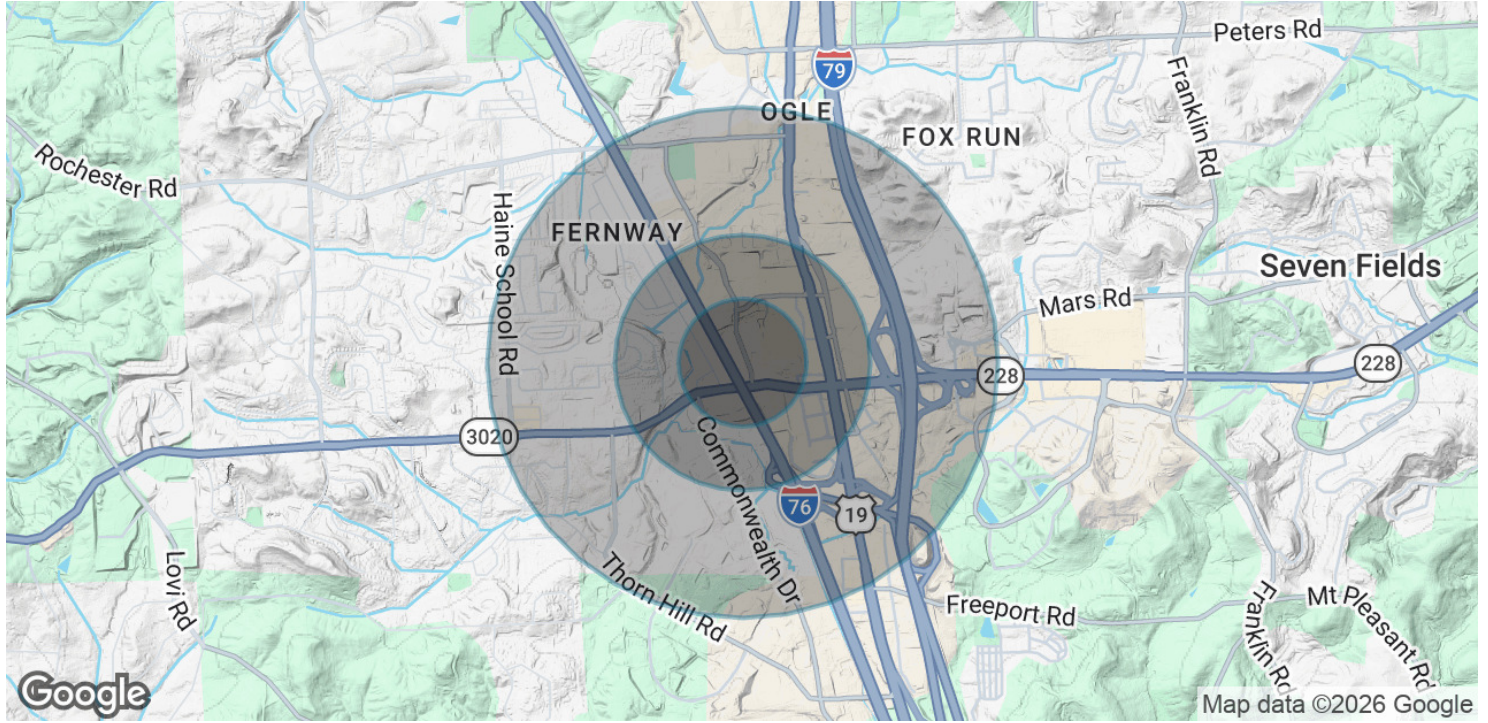 Peters Rd
79
OGLE
FOX RUN
Franklin Rd
Rochester Rd
Haine School Rd
FERNWAY
Seven Fields
Mars Rd
228
228
3020
Commonwealth Dr
76
19
Thorn Hill Rd
Lovi Rd
Freeport Rd
Franklin Rd
Mt Pleasant Rd
Google
Map data ©2026 Google